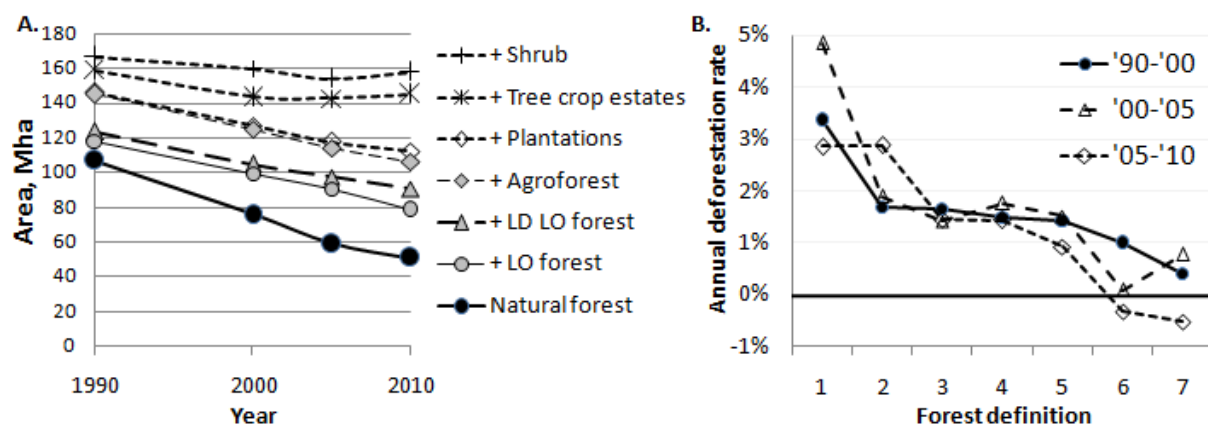 A.
180
160
140
120
100
80
60
40
20
0
Area, Mha
1990
2000
2010
Year
+ Shrub
+ Tree crop estates
+ Plantations
+ Agroforest
+ LD LO forest
+ LO forest
Natural forest
B.
5%
4%
3%
2%
1%
0%
-1%
Annual deforestation rate
'90-'00
'00-'05
'05-'10
1 2 3 4 5 6 7
Forest definition